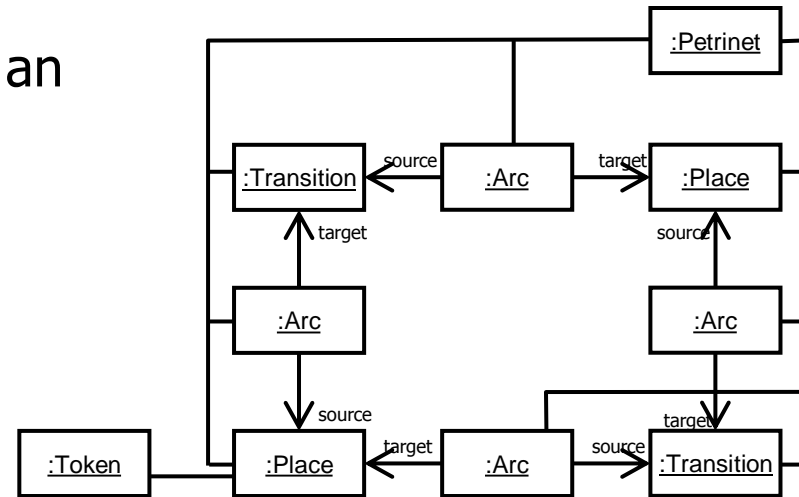 :Petrinet
an
:Transition
source
:Arc
target
:Place
target
source
:Arc
:Arc
source
target
:Token
:Place
target
:Arc
source
:Transition